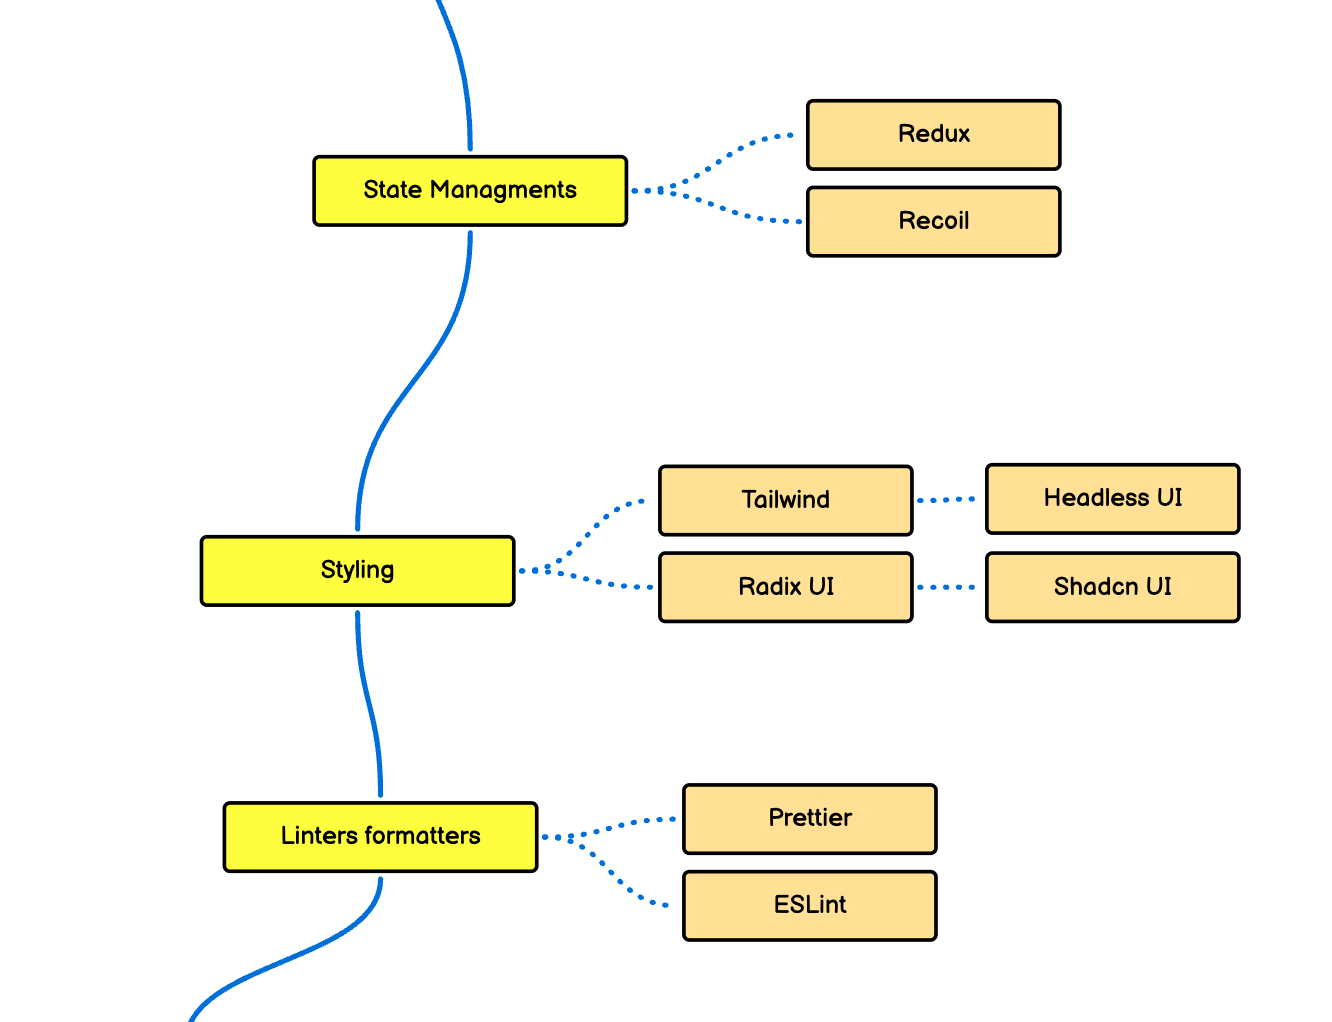 Redux
State Managments
Recoil
Tailwind
Headless UI
Styling
Radix UI
Shadcn UI
Prettier
Linters formatters
ESLint